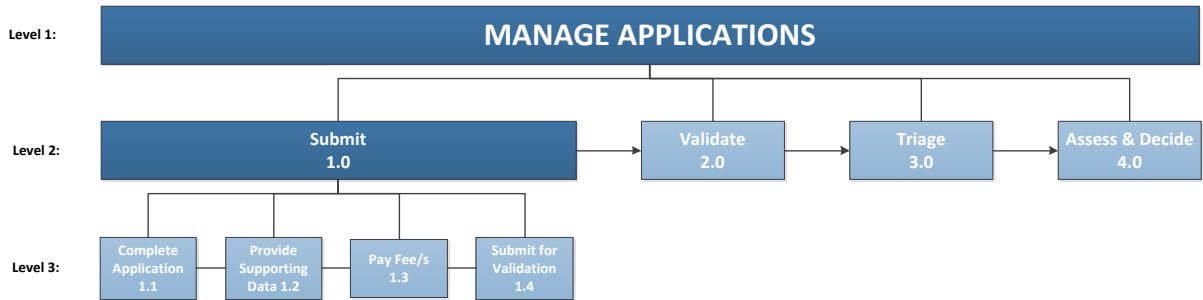 Level 1:
MANAGE APPLICATIONS
Level 2:
Submit
1.0
Validate
2.0
Triage
3.0
Assess & Decide
4.0
Level 3:
Complete
Application
1.1
Provide
Supporting
Data 1.2
Pay Fee/s
1.3
Submit for
Validation
1.4